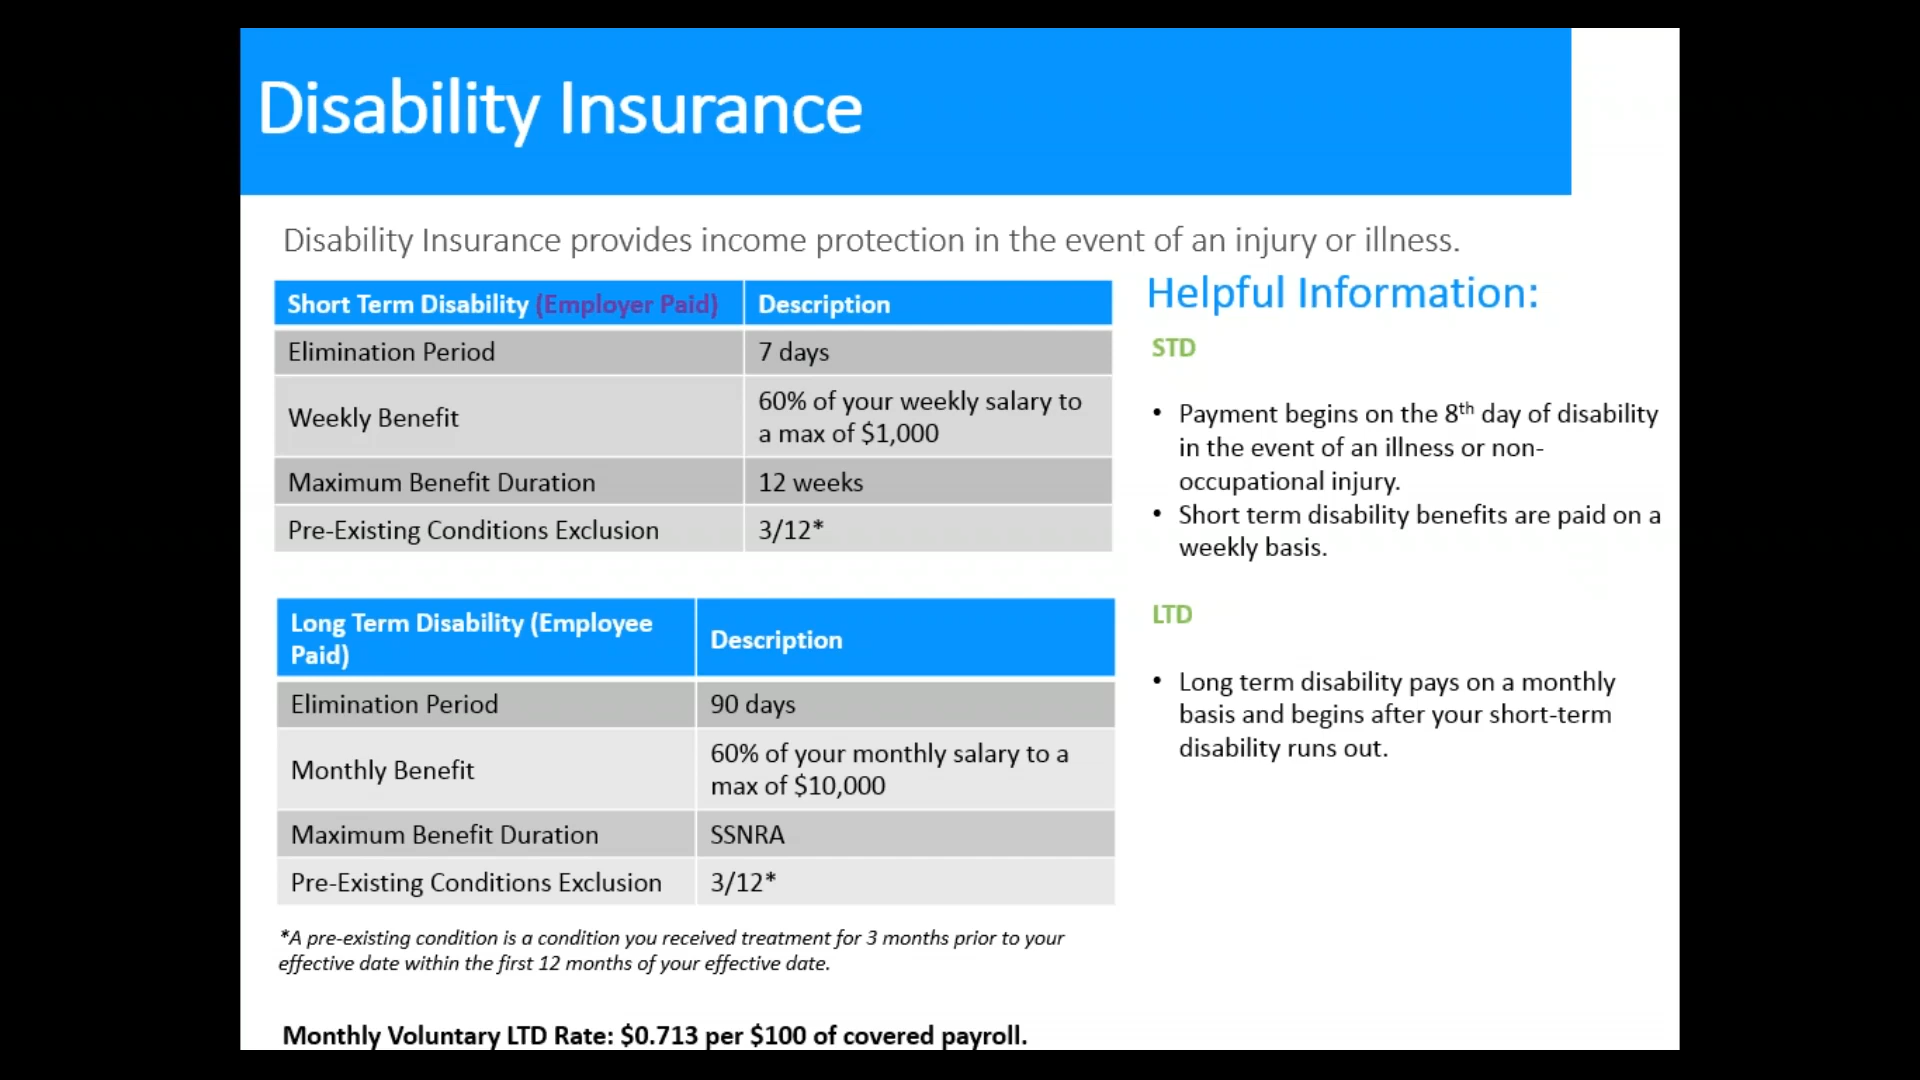 Disability Insurance
Disability Insurance provides income protection in the event of an injury or illness.
Short Term Disability (Employer Paid) Description
Elimination Period 7 days
Weekly Benefit 60% of your weekly salary to
a max of $1,000
Maximum Benefit Duration 12 weeks
Pre-Existing Conditions Exclusion 3/12*
Long Term Disability (Employee
Paid) Description
Elimination Period 90 days
Monthly Benefit 60% of your monthly salary to a
max of $10,000
Maximum Benefit Duration SSNRA
Pre-Existing Conditions Exclusion 3/12*
*A pre-existing condition is a condition you received treatment for 3 months prior to your
effective date within the first 12 months of your effective date.
Monthly Voluntary LTD Rate: $0.713 per $100 of covered payroll.
Helpful Information:
STD
• Payment begins on the 8th day of disability
in the event of an illness or non-
occupational injury.
• Short term disability benefits are paid on a
weekly basis.
LTD
• Long term disability pays on a monthly
basis and begins after your short-term
disability runs out.